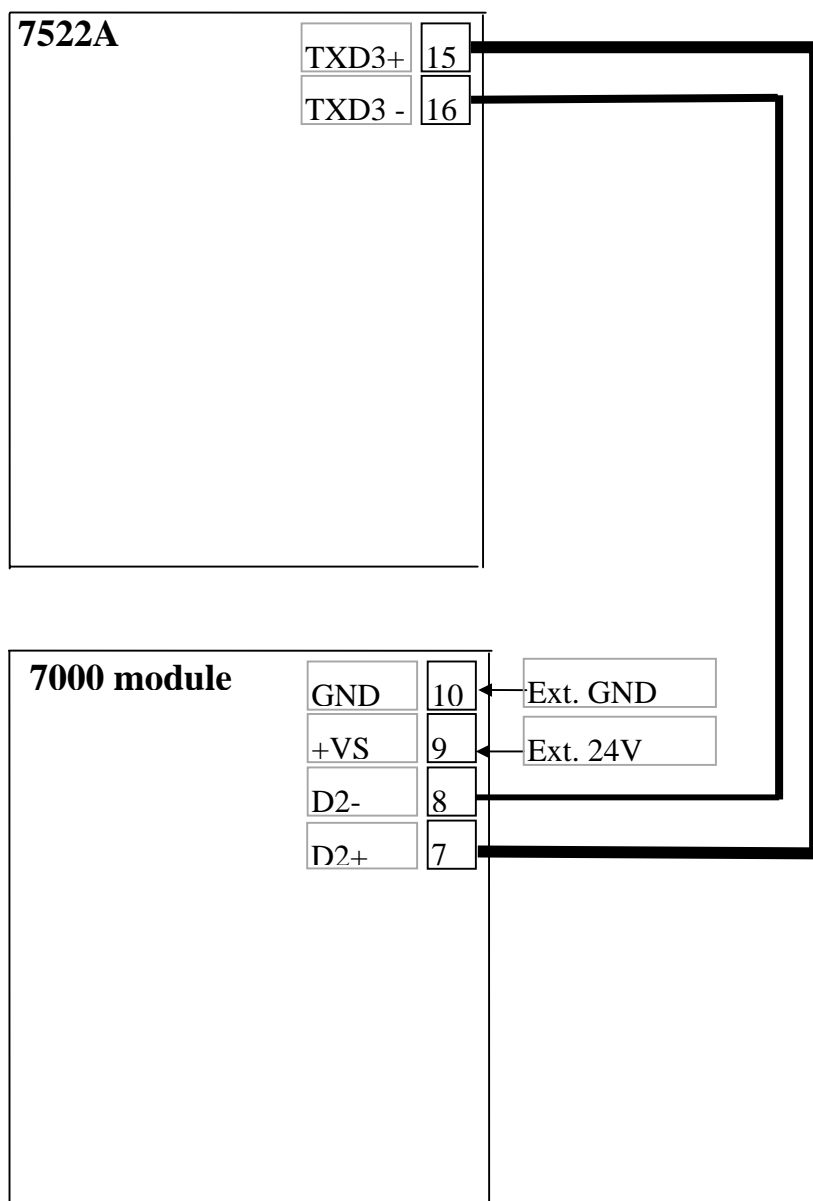 7522A
TXD3+ 15
TXD3 - 16
7000 module
GND 10 Ext. GND
+VS 9 Ext. 24V
D2- 8
D2+ 7